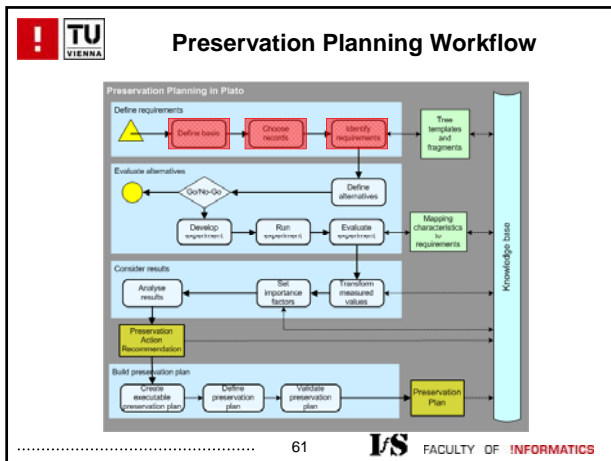 !
TU
VIENNA
Preservation Planning Workflow
Preservation Planning in Plato
Define requirements
Define basis
Choose
records
Identify
requirements
Tree
templates
and
fragments
Evaluate alternatives
Go/No-Go
Define
alternatives
Develop
experiment
Run
experiment
Evaluate
experiment
Mapping
characteristics
to
requirements
Knowledge base
Consider results
Analyse
results
Set
importance
factors
Transform
measured
values
Preservation
Action
Recommendation
Build preservation plan
Create
executable
preservation plan
Define
preservation
plan
Validate
preservation
plan
Preservation
Plan
61
IfS
FACULTY OF !NFORMATICS